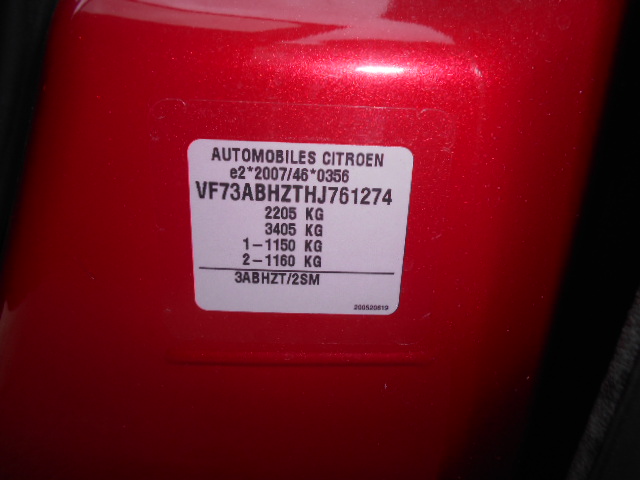 AUTOMOBILES CITROEN
e2*2007/46*0356
VF73ABHZTHJ761274
2205 KG
3405 KG
1-1150 KG
2-1160 KG
3ABHZT/2SM
200520819